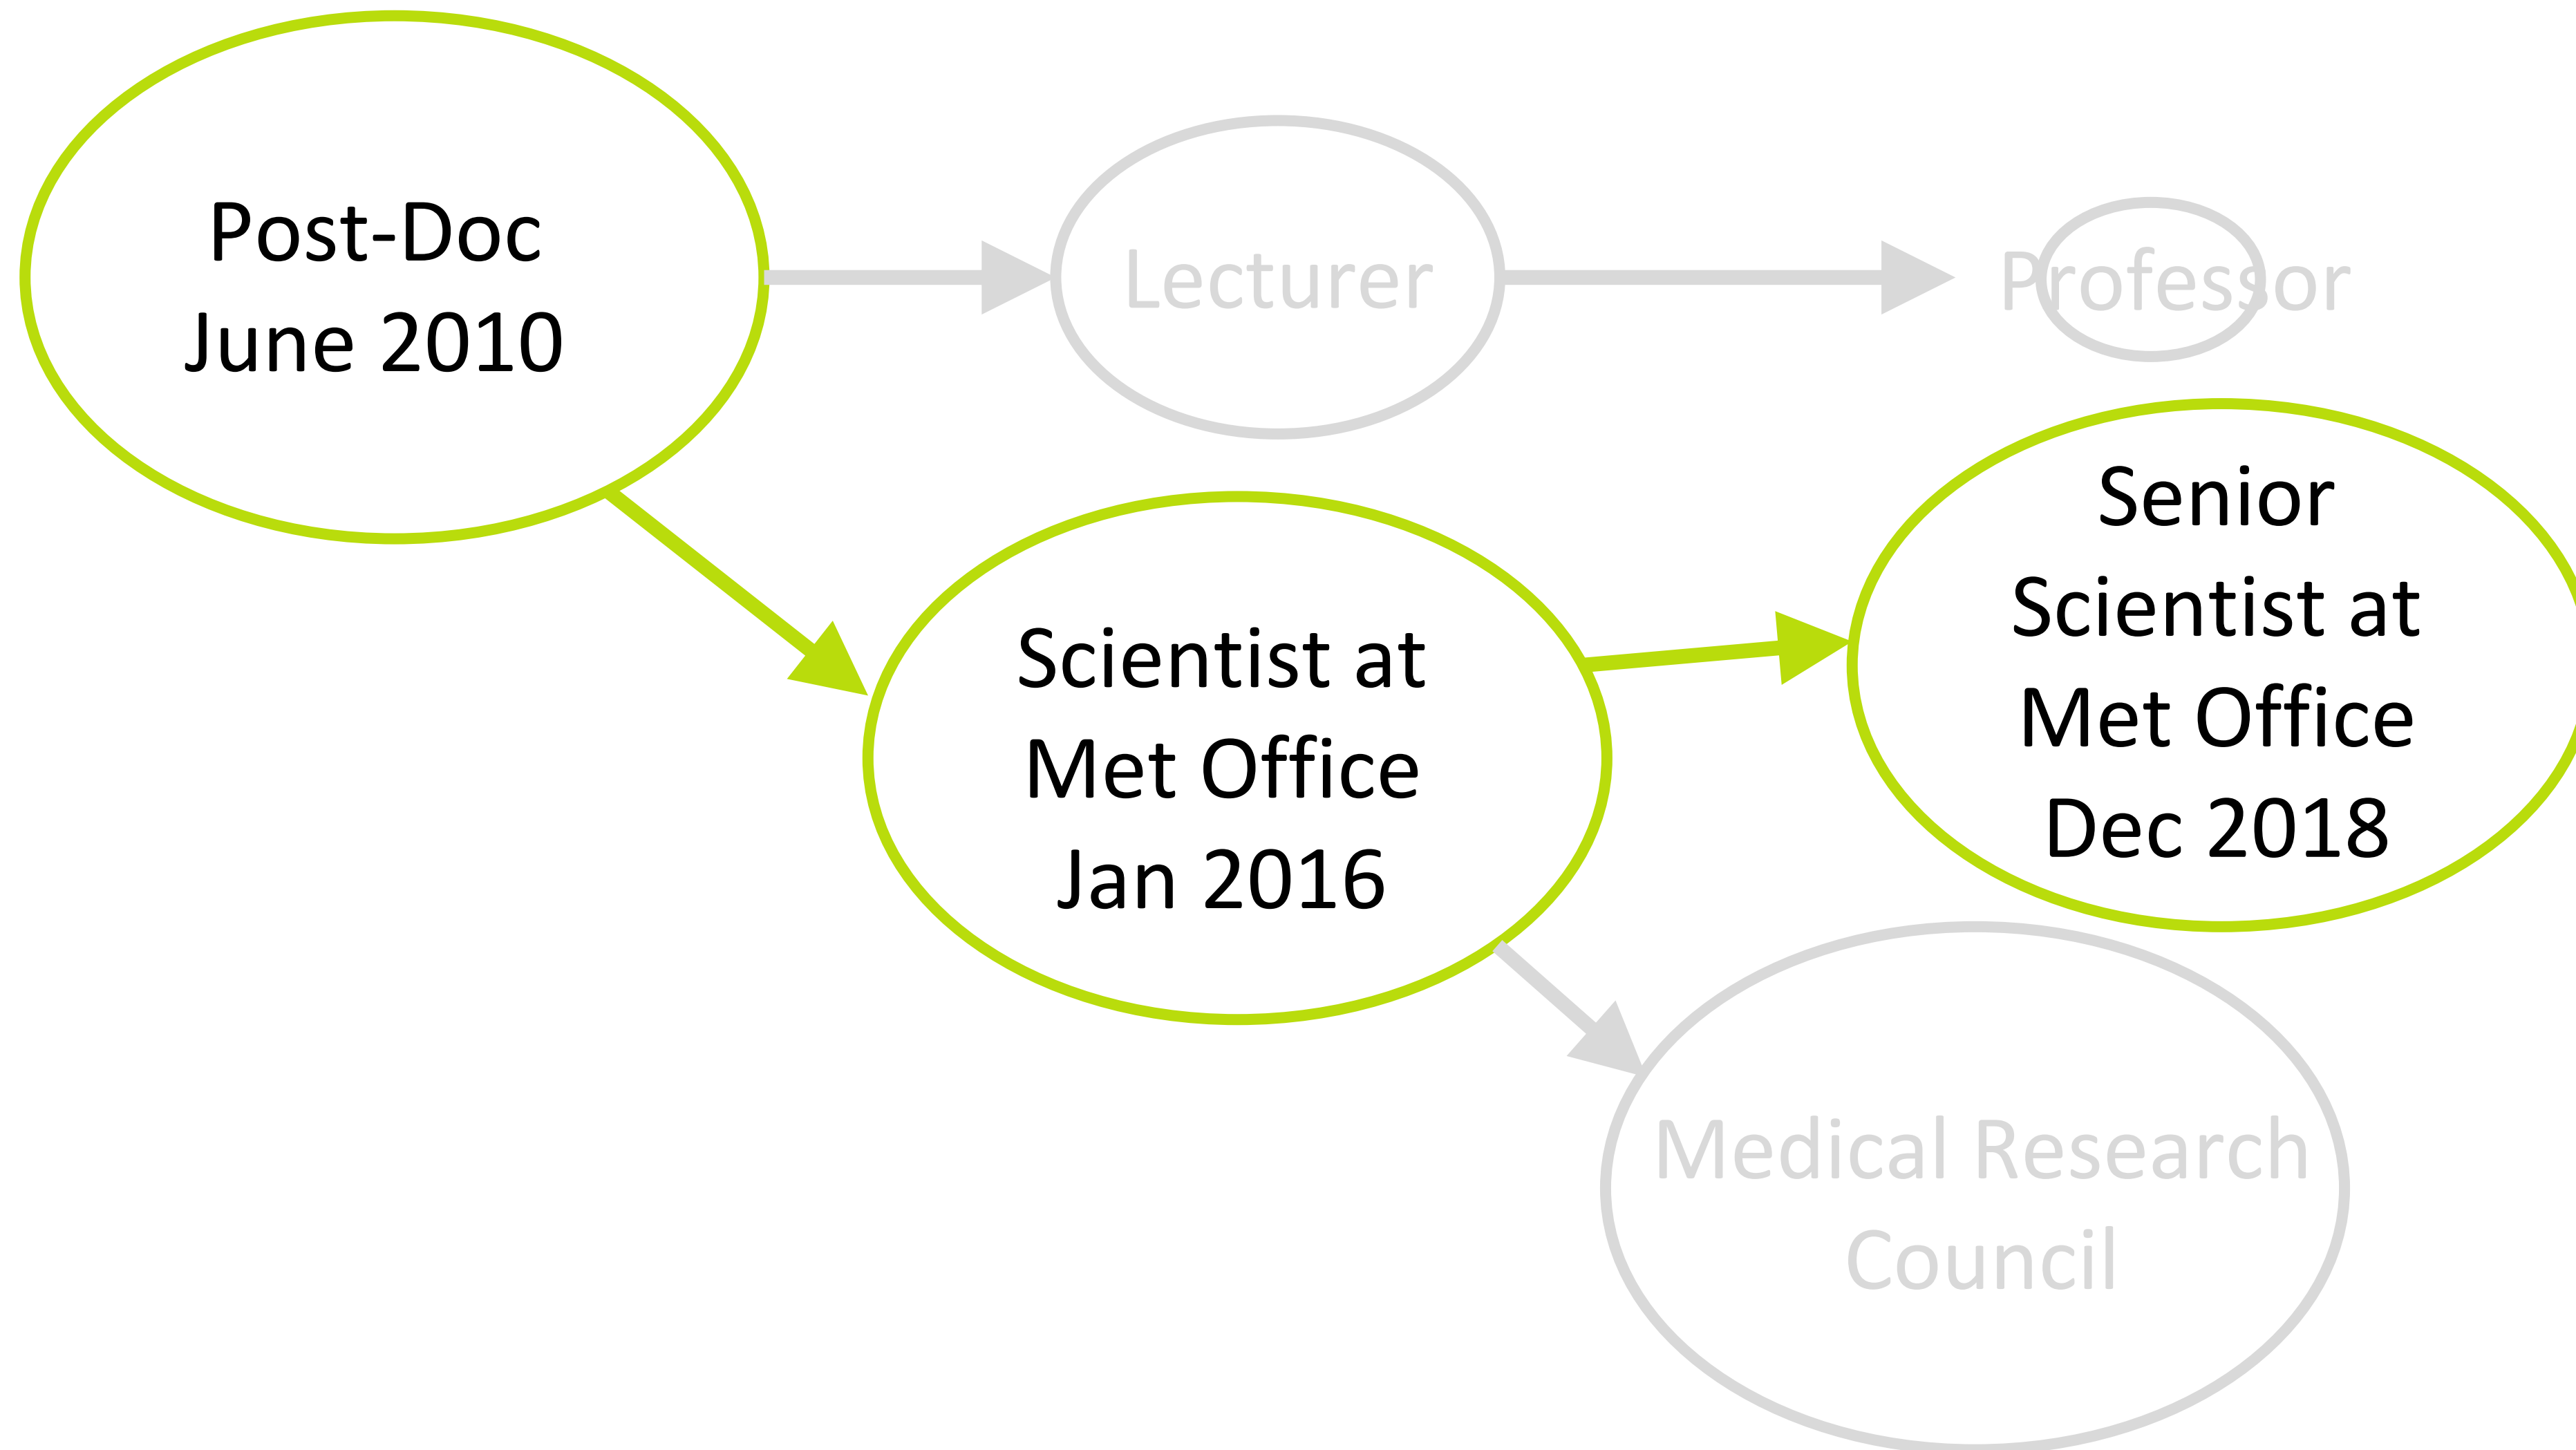 Post-Doc
June 2010
Lecturer
Professor
Scientist at
Met Office
Jan 2016
Senior
Scientist at
Met Office
Dec 2018
Medical Research
Council